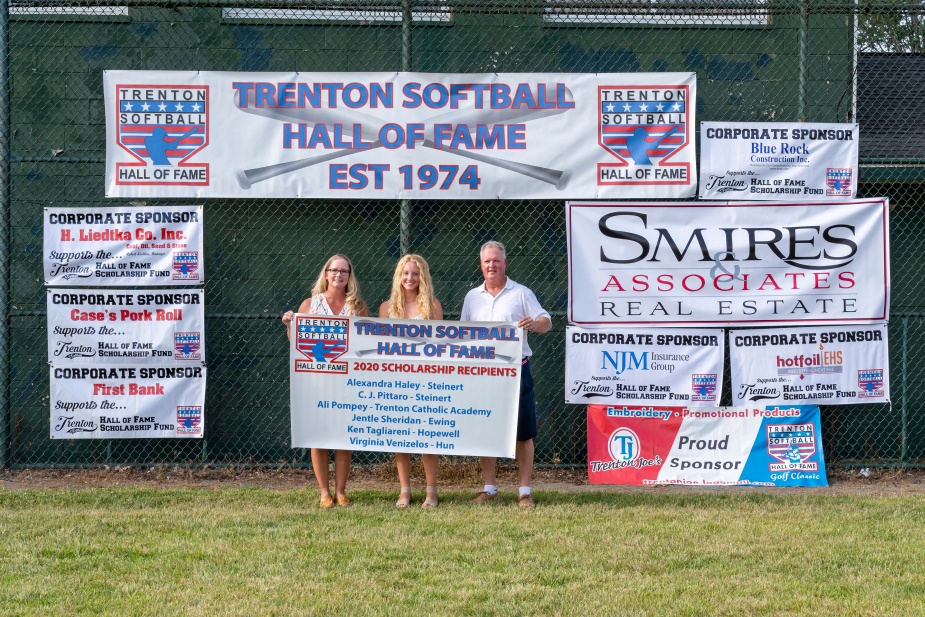 TRENTON
SOFTBALL
HALL OF FAME
TRENTON SOFTBALL
HALL OF FAME
EST 1974
TRENTON
SOFTBALL
HALL OF FAME
CORPORATE SPONSOR
Blue Rock
Construction Inc.
Supports the...
Trenton HALL OF FAME
SCHOLARSHIP FUND
CORPORATE SPONSOR
H. Liedtka Co. Inc.
Coal, Oil, Sand & Stone
Supports the...
Trenton HALL OF FAME
SCHOLARSHIP FUND
SMIRES
& ASSOCIATES
REAL ESTATE
CORPORATE SPONSOR
Case's Pork Roll
Supports the...
Trenton HALL OF FAME
SCHOLARSHIP FUND
CORPORATE SPONSOR
First Bank
Supports the...
Trenton HALL OF FAME
SCHOLARSHIP FUND
TRENTON
SOFTBALL
HALL OF FAME
TRENTON SOFTBALL
HALL OF FAME
2020 SCHOLARSHIP RECIPIENTS
Alexandra Haley - Steinert
C. J. Pittaro - Steinert
Ali Pompey - Trenton Catholic Academy
Jentle Sheridan - Ewing
Ken Tagliareni - Hopewell
Virginia Venizelos - Hun
CORPORATE SPONSOR
NJM Insurance
Group
Supports the...
Trenton HALL OF FAME
SCHOLARSHIP FUND
CORPORATE SPONSOR
hotfoil EHS
Supports the...
Trenton HALL OF FAME
SCHOLARSHIP FUND
Embroidery • Promotional Products
TJ
Trenton Joe's
Proud
Sponsor
TRENTON
SOFTBALL
HALL OF FAME
Golf Classic